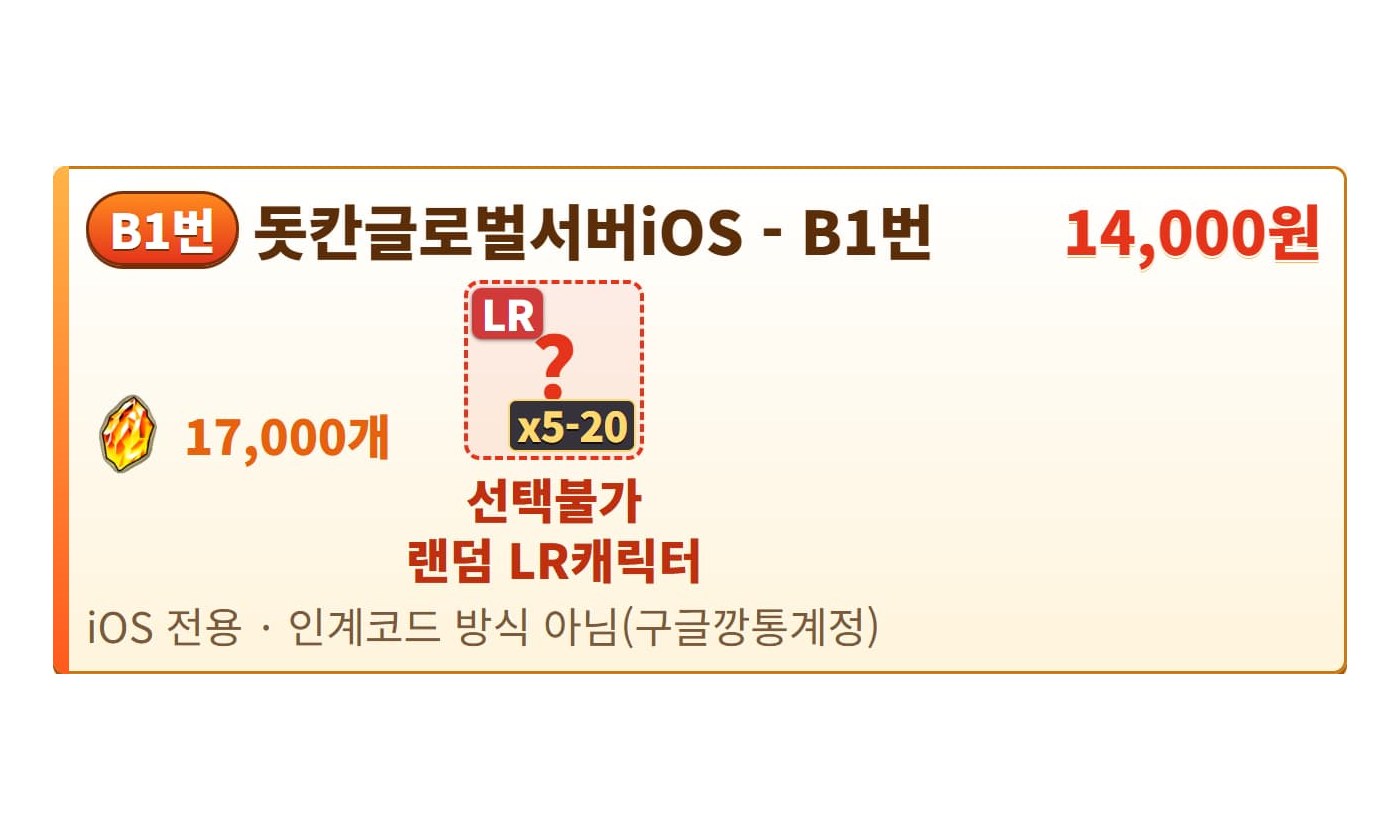 B1번 돗칸글로벌서버iOS - B1번 14,000원
LR
?
x5-20
17,000개
선택불가
랜덤 LR캐릭터
iOS 전용 · 인계코드 방식 아님(구글깡통계정)